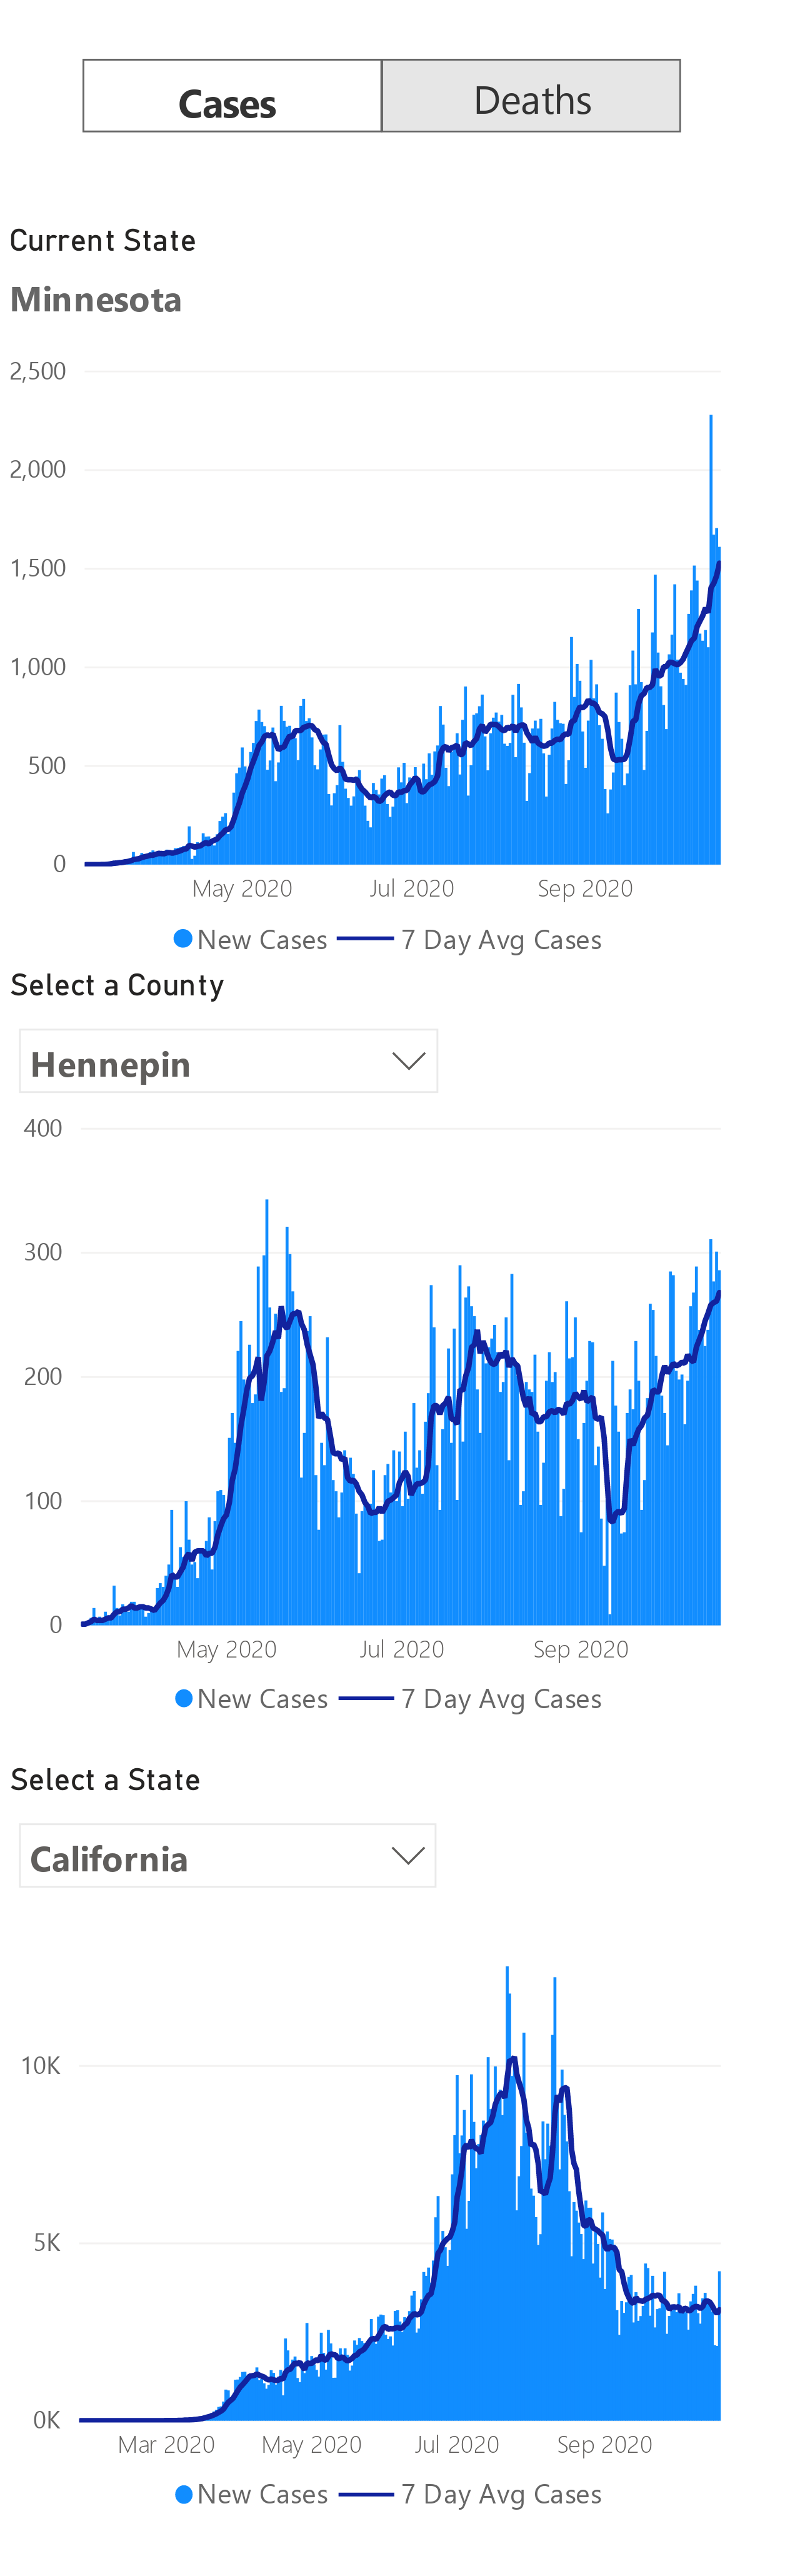 Cases Deaths
Current State
Minnesota
2,500
2,000
1,500
1,000
500
0
May 2020 Jul 2020 Sep 2020
New Cases 7 Day Avg Cases
Select a County
Hennepin
400
300
200
100
0
May 2020 Jul 2020 Sep 2020
New Cases 7 Day Avg Cases
Select a State
California
10K
5K
0K
Mar 2020 May 2020 Jul 2020 Sep 2020
New Cases 7 Day Avg Cases